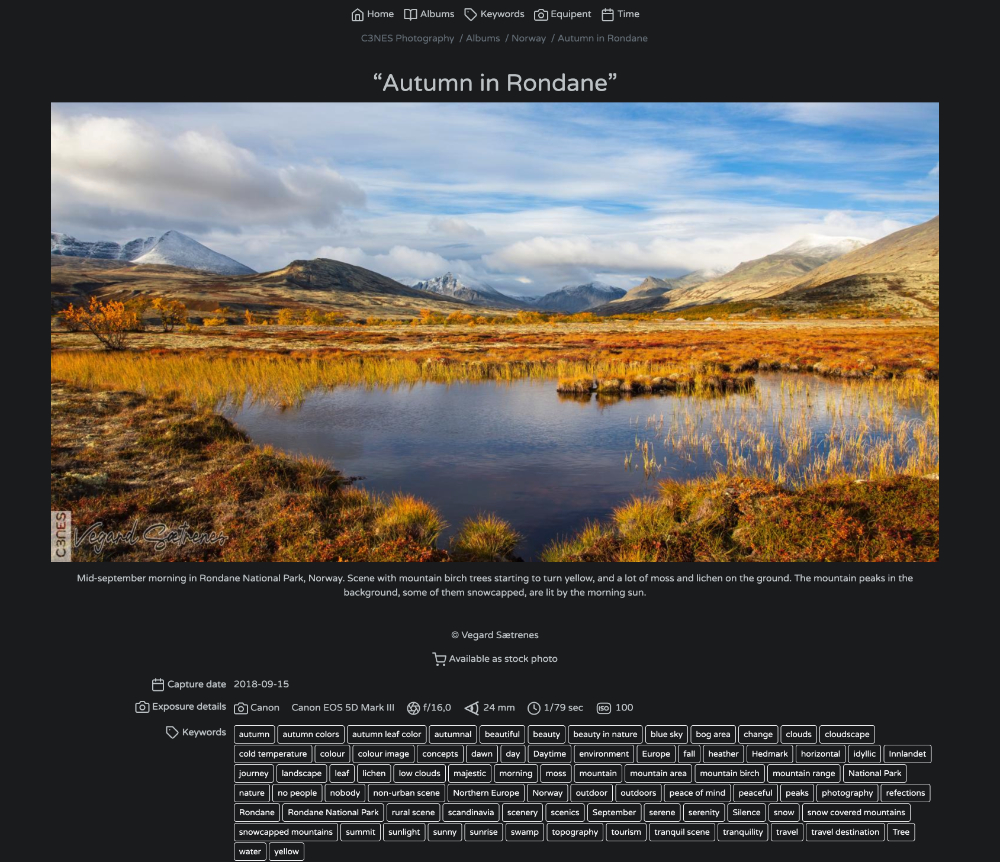 Home Albums Keywords Equipent Time
C3NES Photography / Albums / Norway / Autumn in Rondane
“Autumn in Rondane”
C3NES Vegard Sætrenes
Mid-september morning in Rondane National Park, Norway. Scene with mountain birch trees starting to turn yellow, and a lot of moss and lichen on the ground. The mountain peaks in the
background, some of them snowcapped, are lit by the morning sun.
© Vegard Sætrenes
Available as stock photo
Capture date 2018-09-15
Exposure details Canon Canon EOS 5D Mark III f/16,0 24 mm 1/79 sec ISO 100
Keywords autumn autumn colors autumn leaf color autumnal beautiful beauty beauty in nature blue sky bog area change clouds cloudscape
cold temperature colour colour image concepts dawn day Daytime environment Europe fall heather Hedmark horizontal idyllic Innlandet
journey landscape leaf lichen low clouds majestic morning moss mountain mountain area mountain birch mountain range National Park
nature no people nobody non-urban scene Northern Europe Norway outdoor outdoors peace of mind peaceful peaks photography refections
Rondane Rondane National Park rural scene scandinavia scenery scenics September serene serenity Silence snow snow covered mountains
snowcapped mountains summit sunlight sunny sunrise swamp topography tourism tranquil scene tranquility travel travel destination Tree
water yellow